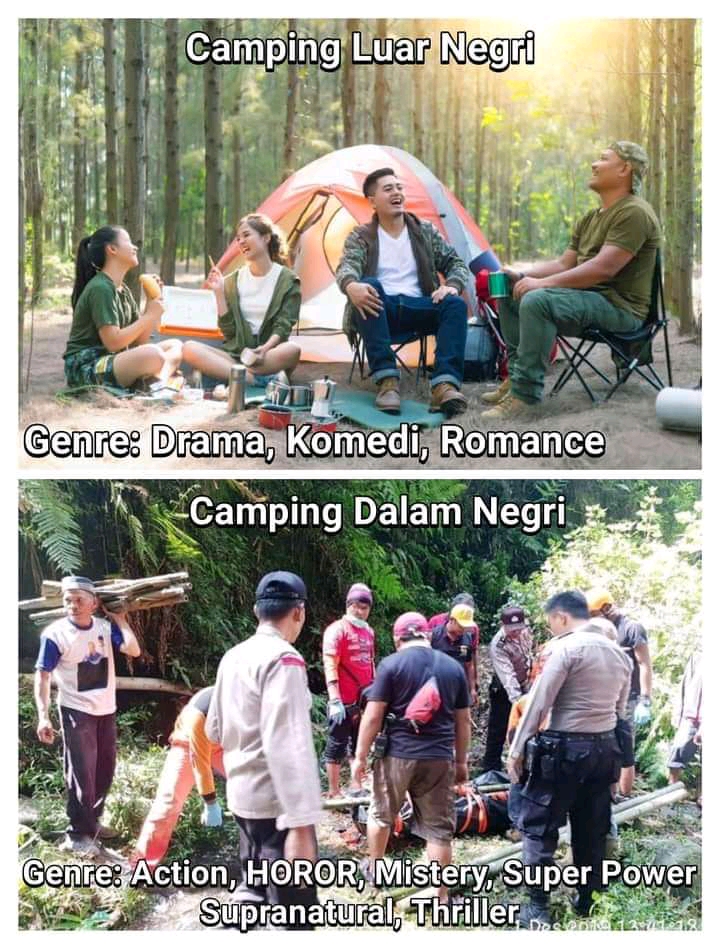 Camping Luar Negri
Genre: Drama, Komedi, Romance
Camping Dalam Negri
Genre: Action, HOROR, Mistery, Super Power
Supranatural, Thriller
Des 2019 13:41:18